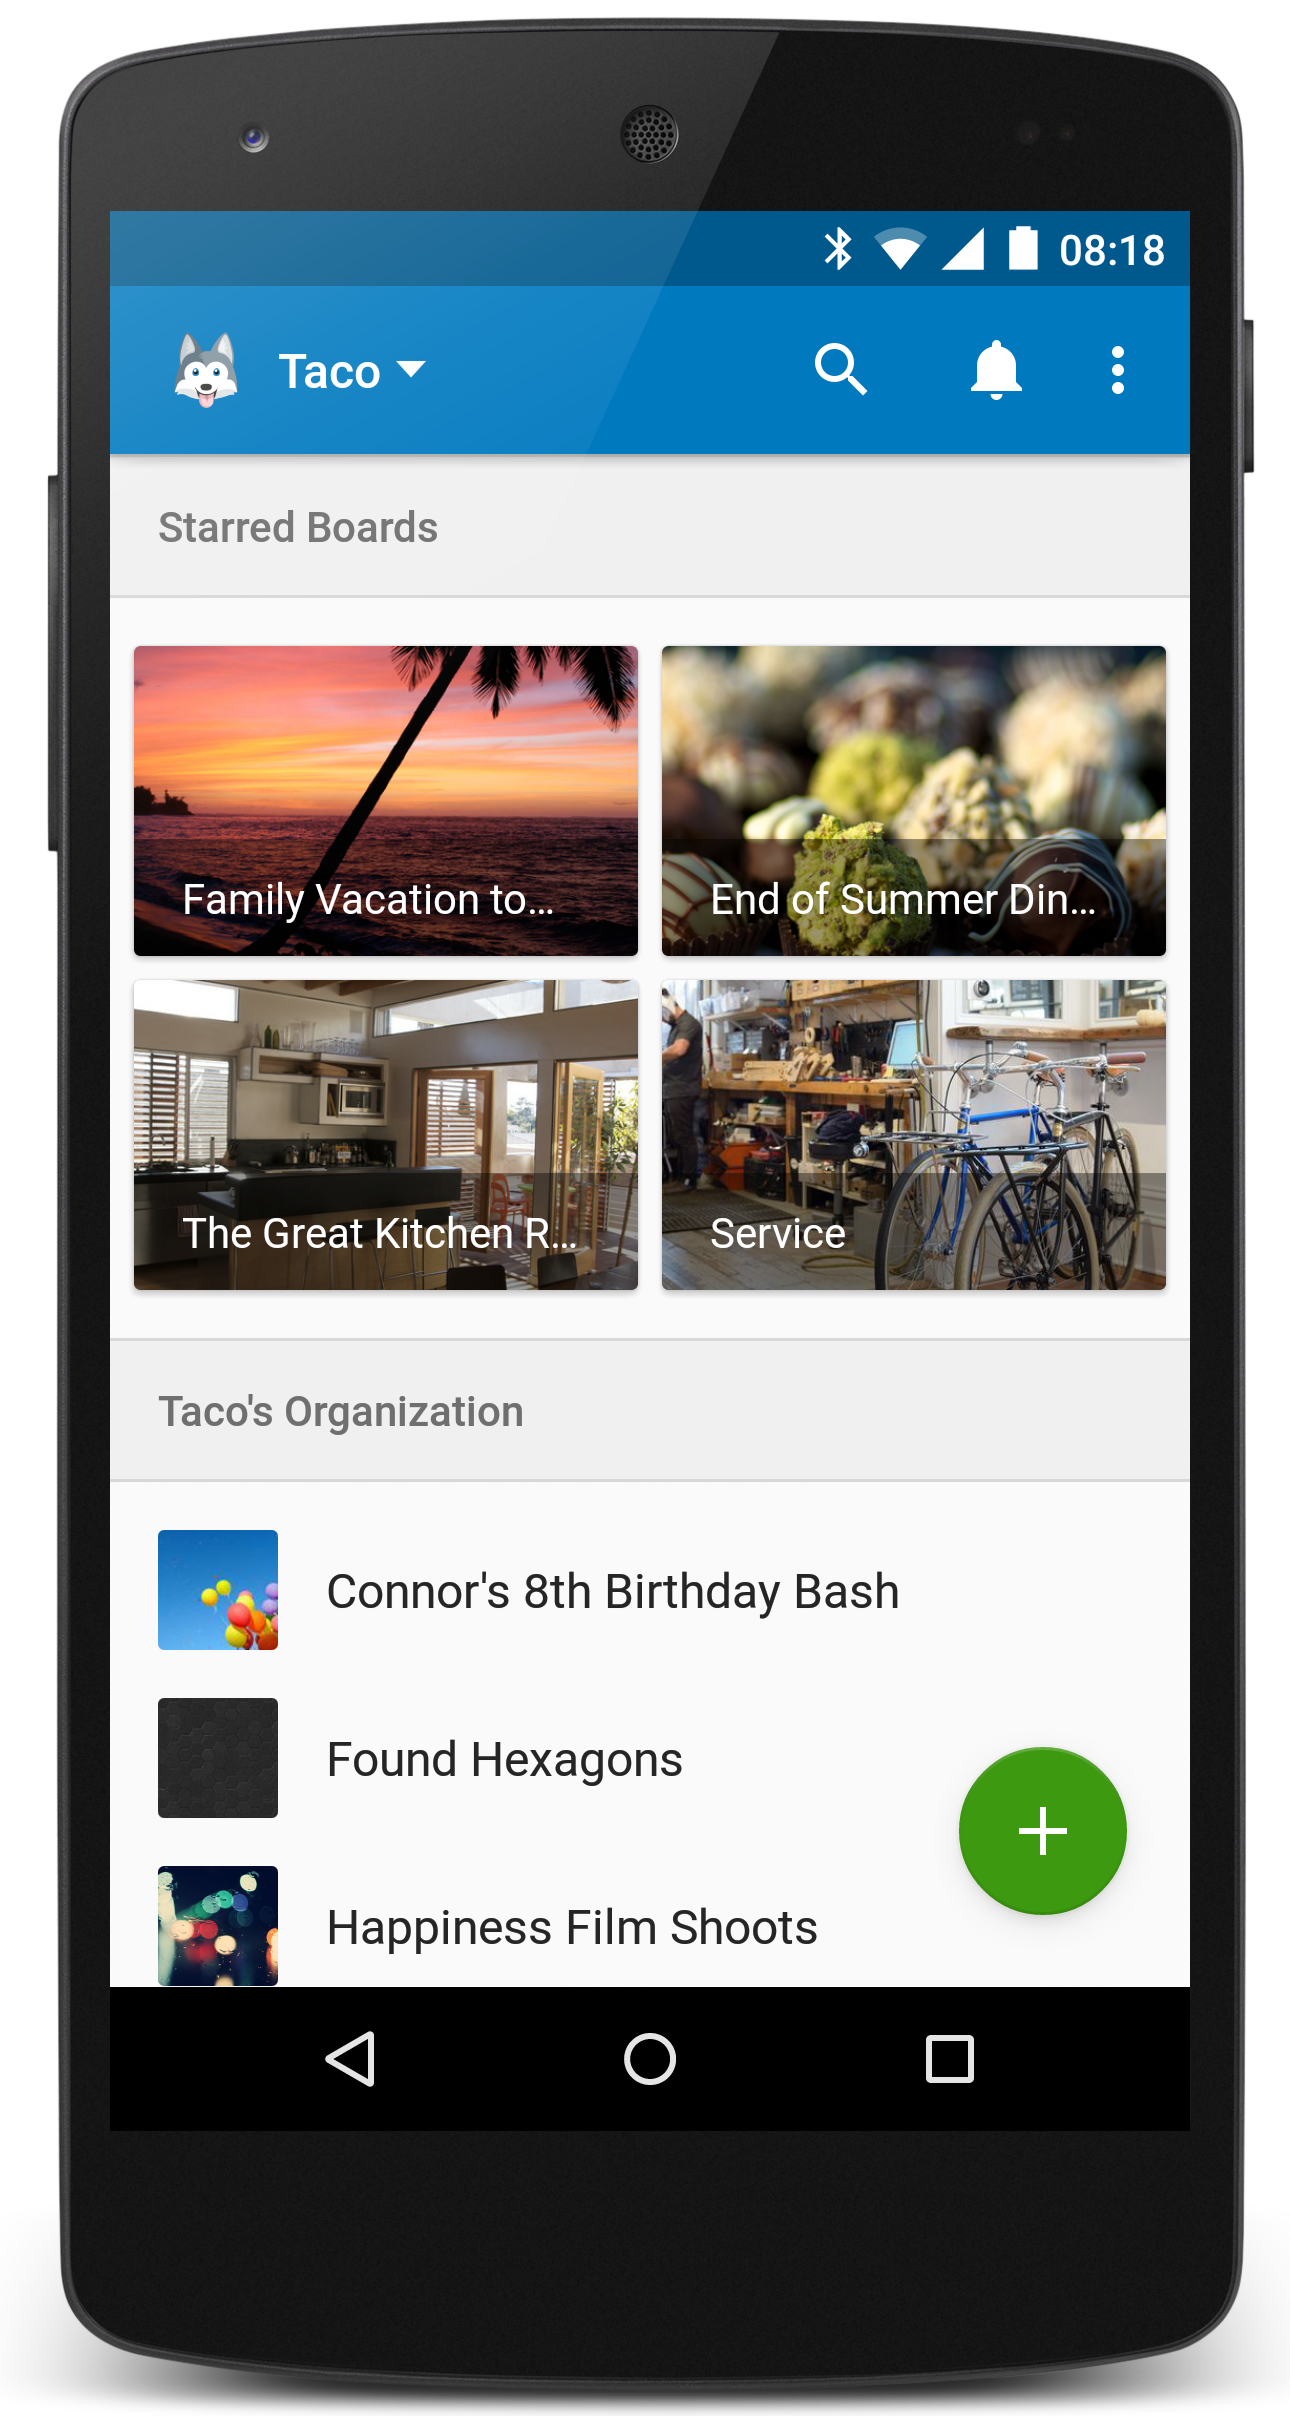 08:18
Taco
Starred Boards
Family Vacation to...
End of Summer Din...
The Great Kitchen R...
Service
Taco's Organization
Connor's 8th Birthday Bash
Found Hexagons
Happiness Film Shoots